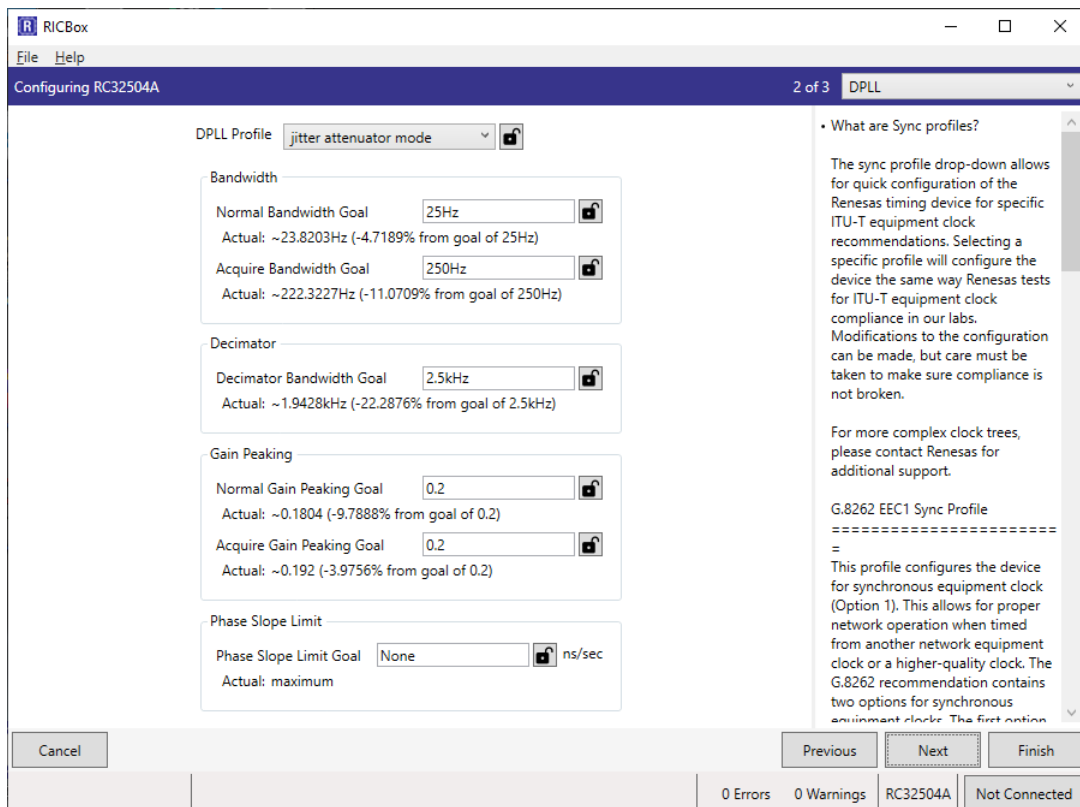 RICBox
File Help
Configuring RC32504A
2 of 3 DPLL
DPLL Profile jitter attenuator mode
Bandwidth
Normal Bandwidth Goal 25Hz
Actual: ~23.8203Hz (-4.7189% from goal of 25Hz)
Acquire Bandwidth Goal 250Hz
Actual: ~222.3227Hz (-11.0709% from goal of 250Hz)
Decimator
Decimator Bandwidth Goal 2.5kHz
Actual: ~1.9428kHz (-22.2876% from goal of 2.5kHz)
Gain Peaking
Normal Gain Peaking Goal 0.2
Actual: ~0.1804 (-9.7888% from goal of 0.2)
Acquire Gain Peaking Goal 0.2
Actual: ~0.192 (-3.9756% from goal of 0.2)
Phase Slope Limit
Phase Slope Limit Goal None ns/sec
Actual: maximum
• What are Sync profiles?
The sync profile drop-down allows
for quick configuration of the
Renesas timing device for specific
ITU-T equipment clock
recommendations. Selecting a
specific profile will configure the
device the same way Renesas tests
for ITU-T equipment clock
compliance in our labs.
Modifications to the configuration
can be made, but care must be
taken to make sure compliance is
not broken.
For more complex clock trees,
please contact Renesas for
additional support.
G.8262 EEC1 Sync Profile
=======================
=
This profile configures the device
for synchronous equipment clock
(Option 1). This allows for proper
network operation when timed
from another network equipment
clock or a higher-quality clock. The
G.8262 recommendation contains
two options for synchronous
equipment clocks. The first option
Cancel Previous Next Finish
0 Errors 0 Warnings RC32504A Not Connected